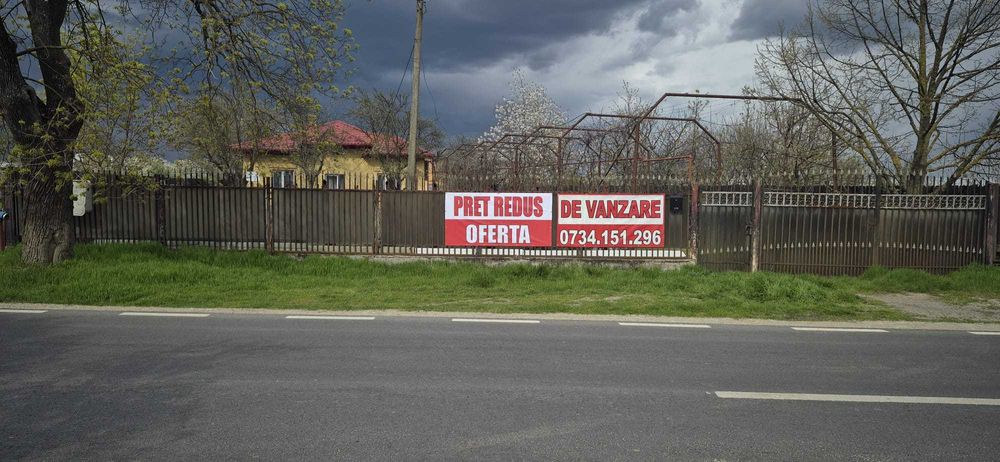 PRET REDUS
OFERTA
DE VANZARE
0734.151.296